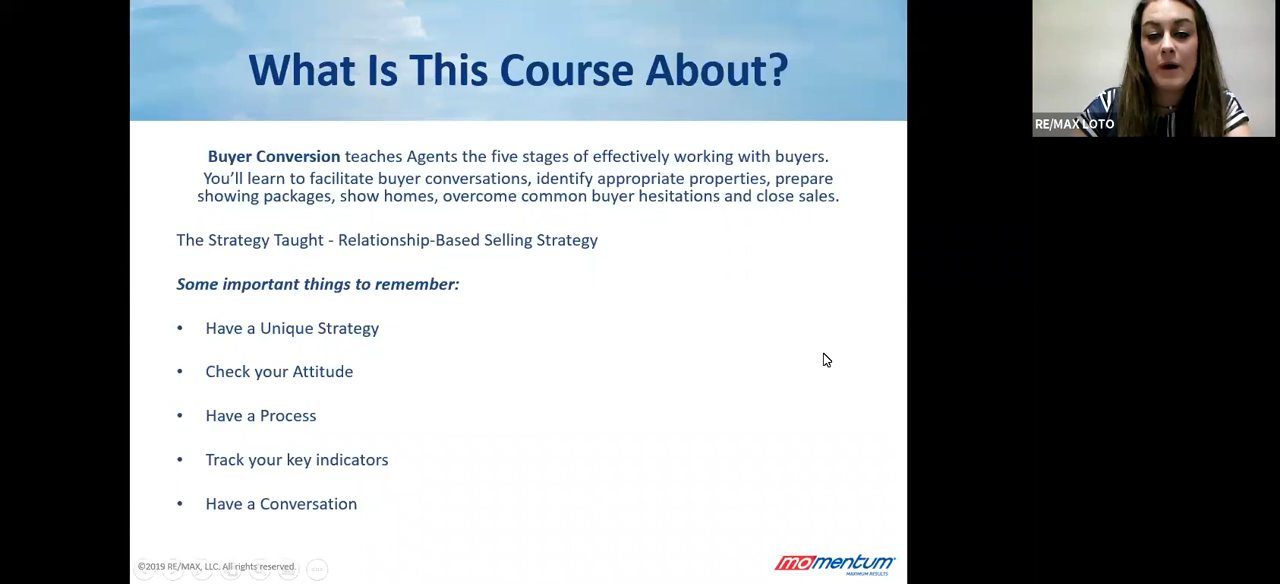 What Is This Course About?
RE/MAX LOTO
Buyer Conversion teaches Agents the five stages of effectively working with buyers.
You'll learn to facilitate buyer conversations, identify appropriate properties, prepare
showing packages, show homes, overcome common buyer hesitations and close sales.
The Strategy Taught - Relationship-Based Selling Strategy
Some important things to remember:
• Have a Unique Strategy
• Check your Attitude
• Have a Process
• Track your key indicators
• Have a Conversation
©2019 RE/MAX, LLC. All rights reserved.
momentum
MAXIMUM RESULTS